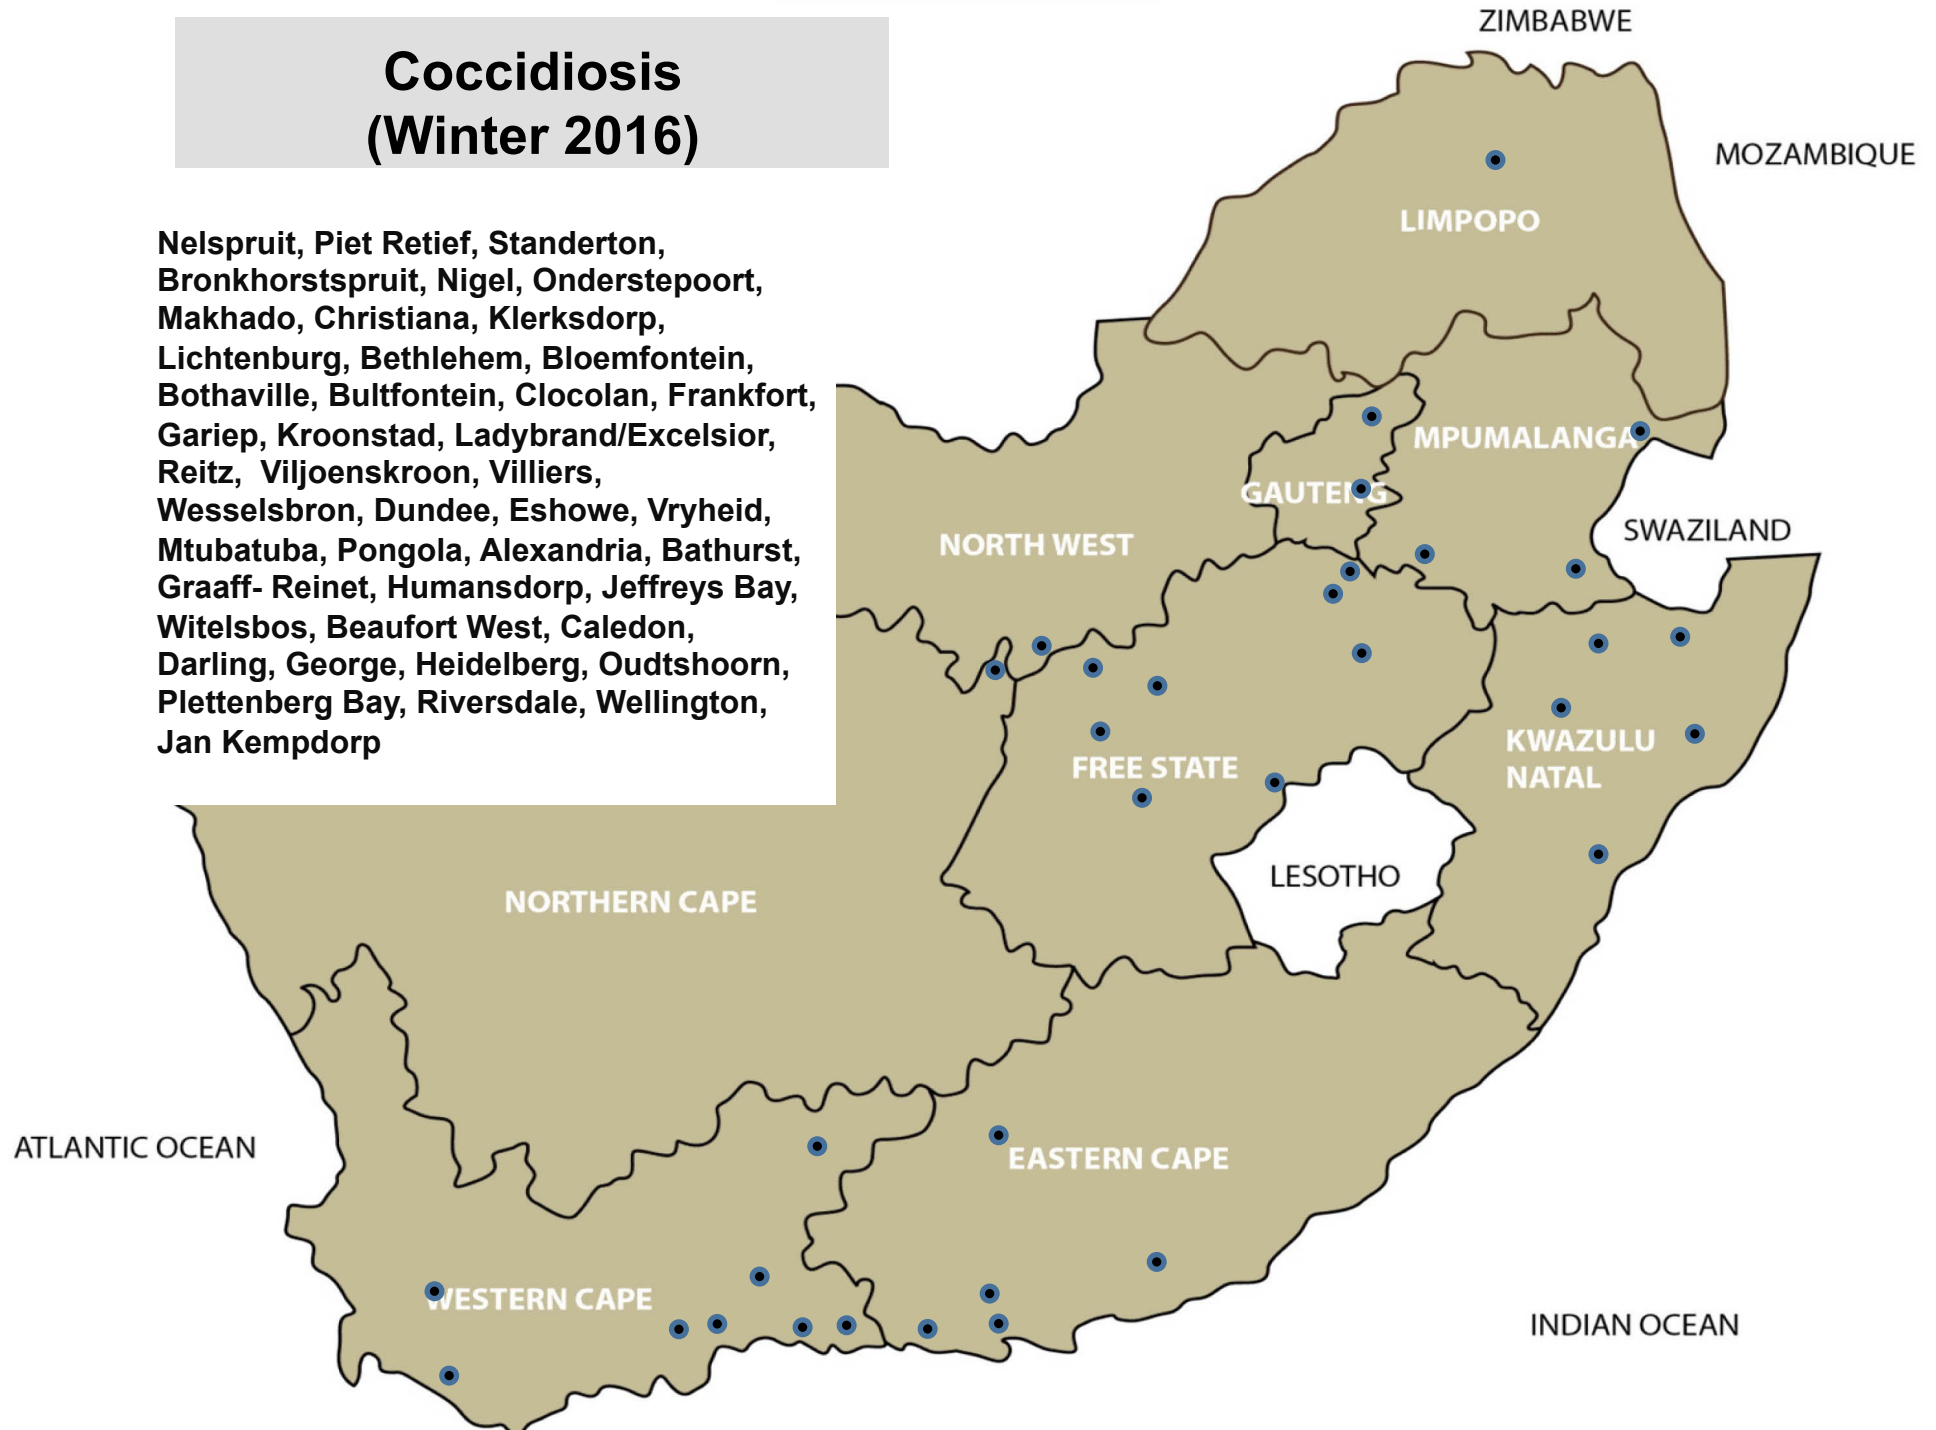 Coccidiosis
(Winter 2016)
Nelspruit, Piet Retief, Standerton,
Bronkhorstspruit, Nigel, Onderstepoort,
Makhado, Christiana, Klerksdorp,
Lichtenburg, Bethlehem, Bloemfontein,
Bothaville, Bultfontein, Clocolan, Frankfort,
Gariep, Kroonstad, Ladybrand/Excelsior,
Reitz,  Viljoenskroon, Villiers,
Wesselsbron, Dundee, Eshowe, Vryheid,
Mtubatuba, Pongola, Alexandria, Bathurst,
Graaff- Reinet, Humansdorp, Jeffreys Bay,
Witelsbos, Beaufort West, Caledon,
Darling, George, Heidelberg, Oudtshoorn,
Plettenberg Bay, Riversdale, Wellington,
Jan Kempdorp
ZIMBABWE
MOZAMBIQUE
LIMPOPO
MPUMALANGA
GAUTENG
SWAZILAND
NORTH WEST
KWAZULU
NATAL
FREE STATE
LESOTHO
NORTHERN CAPE
ATLANTIC OCEAN
EASTERN CAPE
WESTERN CAPE
INDIAN OCEAN